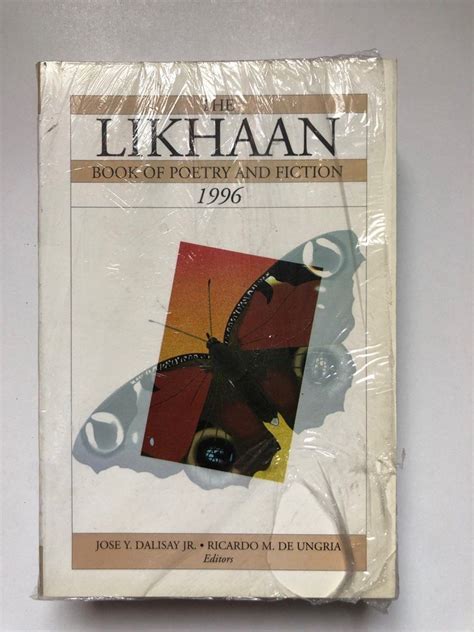 THE
LIKHAAN
BOOK OF POETRY AND FICTION
1996
JOSE Y. DALISAY JR. • RICARDO M. DE UNGRIA
Editors